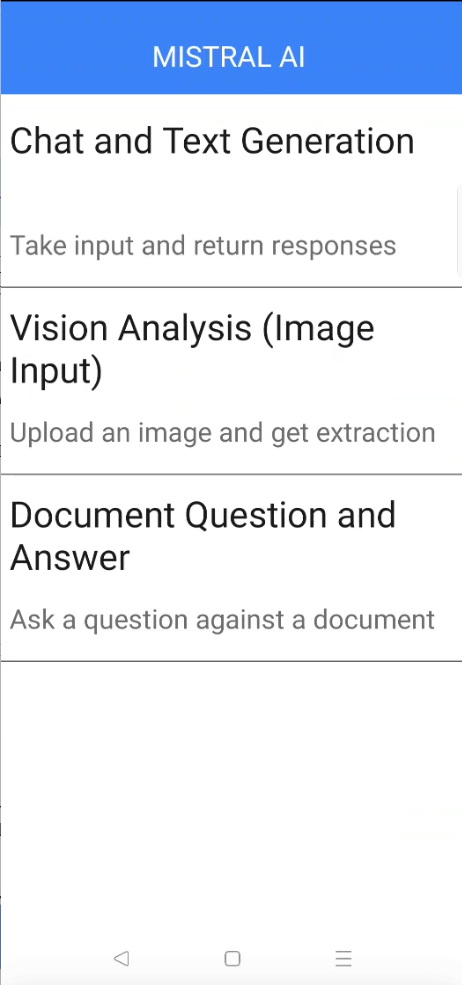 MISTRAL AI
Chat and Text Generation
Take input and return responses
Vision Analysis (Image
Input)
Upload an image and get extraction
Document Question and
Answer
Ask a question against a document